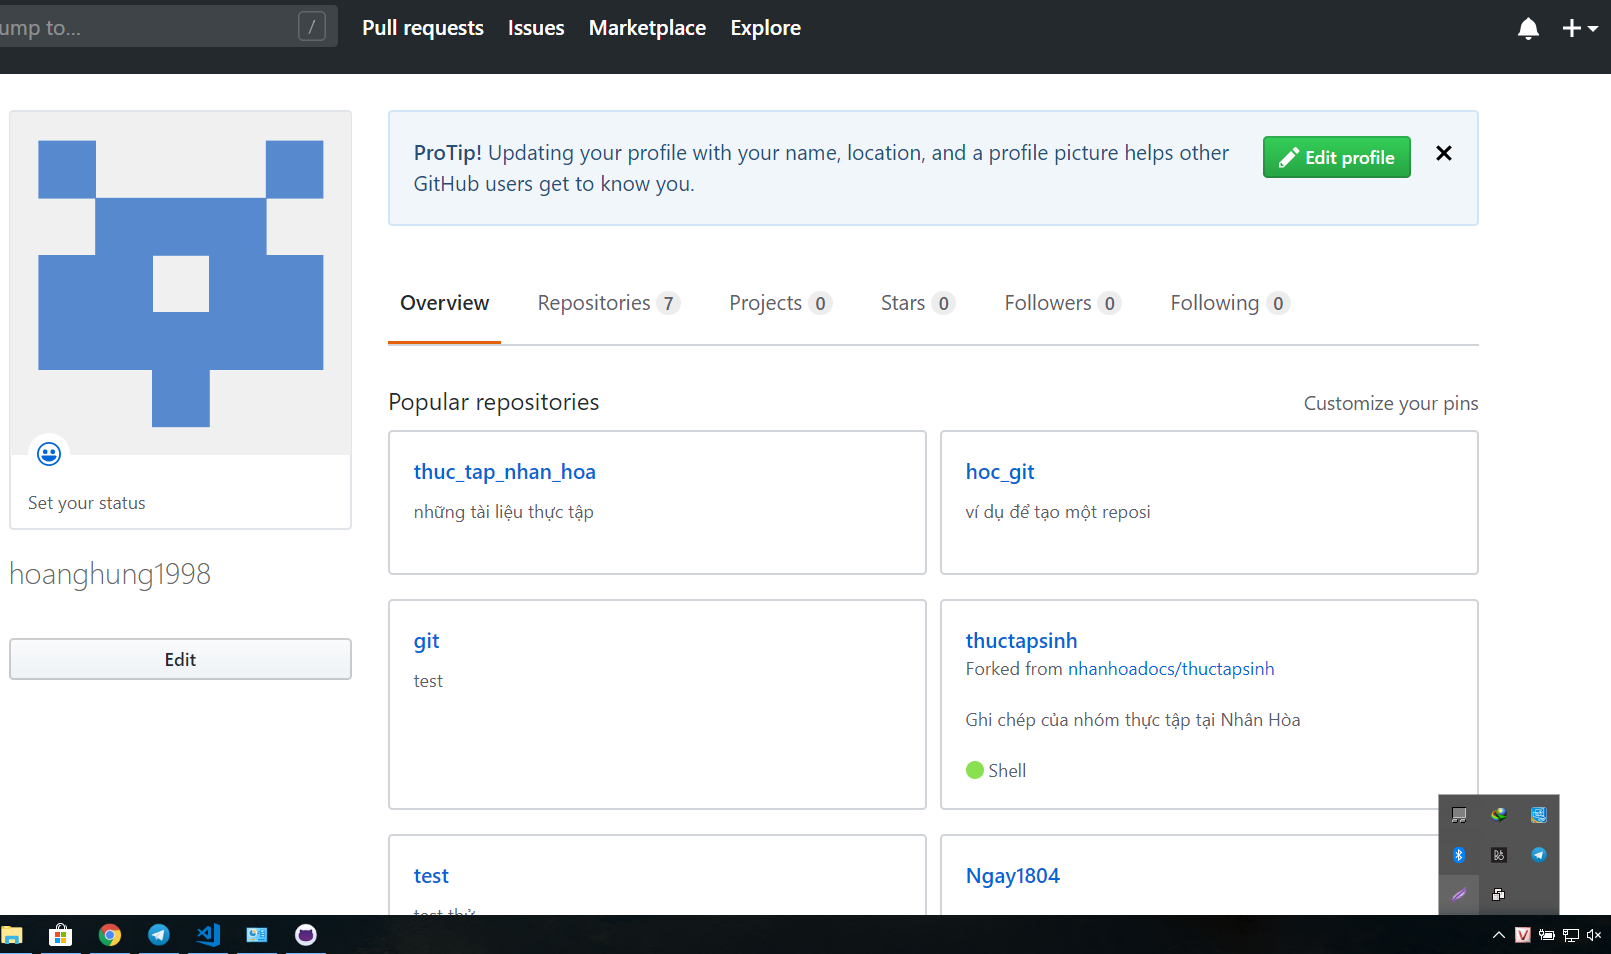 ump to...
/
Pull requests
Issues
Marketplace
Explore
ProTip! Updating your profile with your name, location, and a profile picture helps other
GitHub users get to know you.
Edit profile
Overview
Repositories 7
Projects 0
Stars 0
Followers 0
Following 0
Popular repositories
Customize your pins
thuc_tap_nhan_hoa
những tài liệu thực tập
hoc_git
ví dụ để tạo một reposi
Set your status
hoanghung1998
Edit
git
test
thuctapsinh
Forked from nhanhoadocs/thuctapsinh
Ghi chép của nhóm thực tập tại Nhân Hòa
Shell
test
test thử
Ngay1804
V